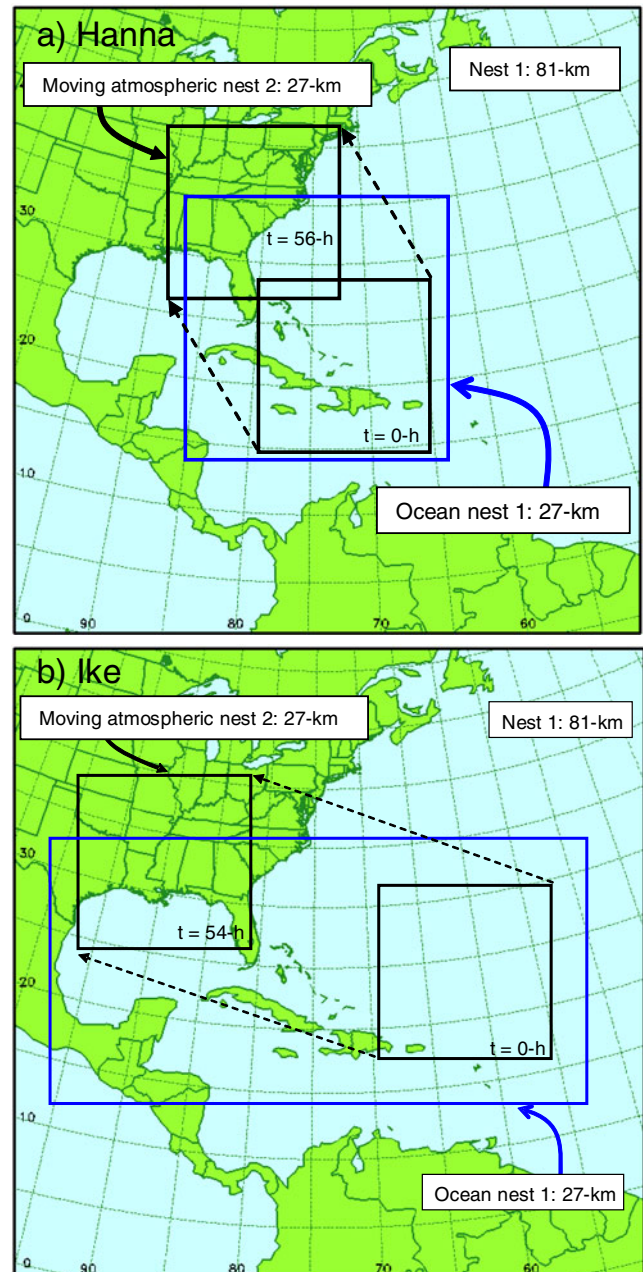 a) Hanna
Nest 1: 81-km
Moving atmospheric nest 2: 27-km
30
t = 56-h
20
t = 0-h
10
Ocean nest 1: 27-km
0
90
80
70
60
b) Ike
Moving atmospheric nest 2: 27-km
Nest 1: 81-km
30
t = 54-h
20
t = 0-h
10
Ocean nest 1: 27-km
0
90
80
70
60